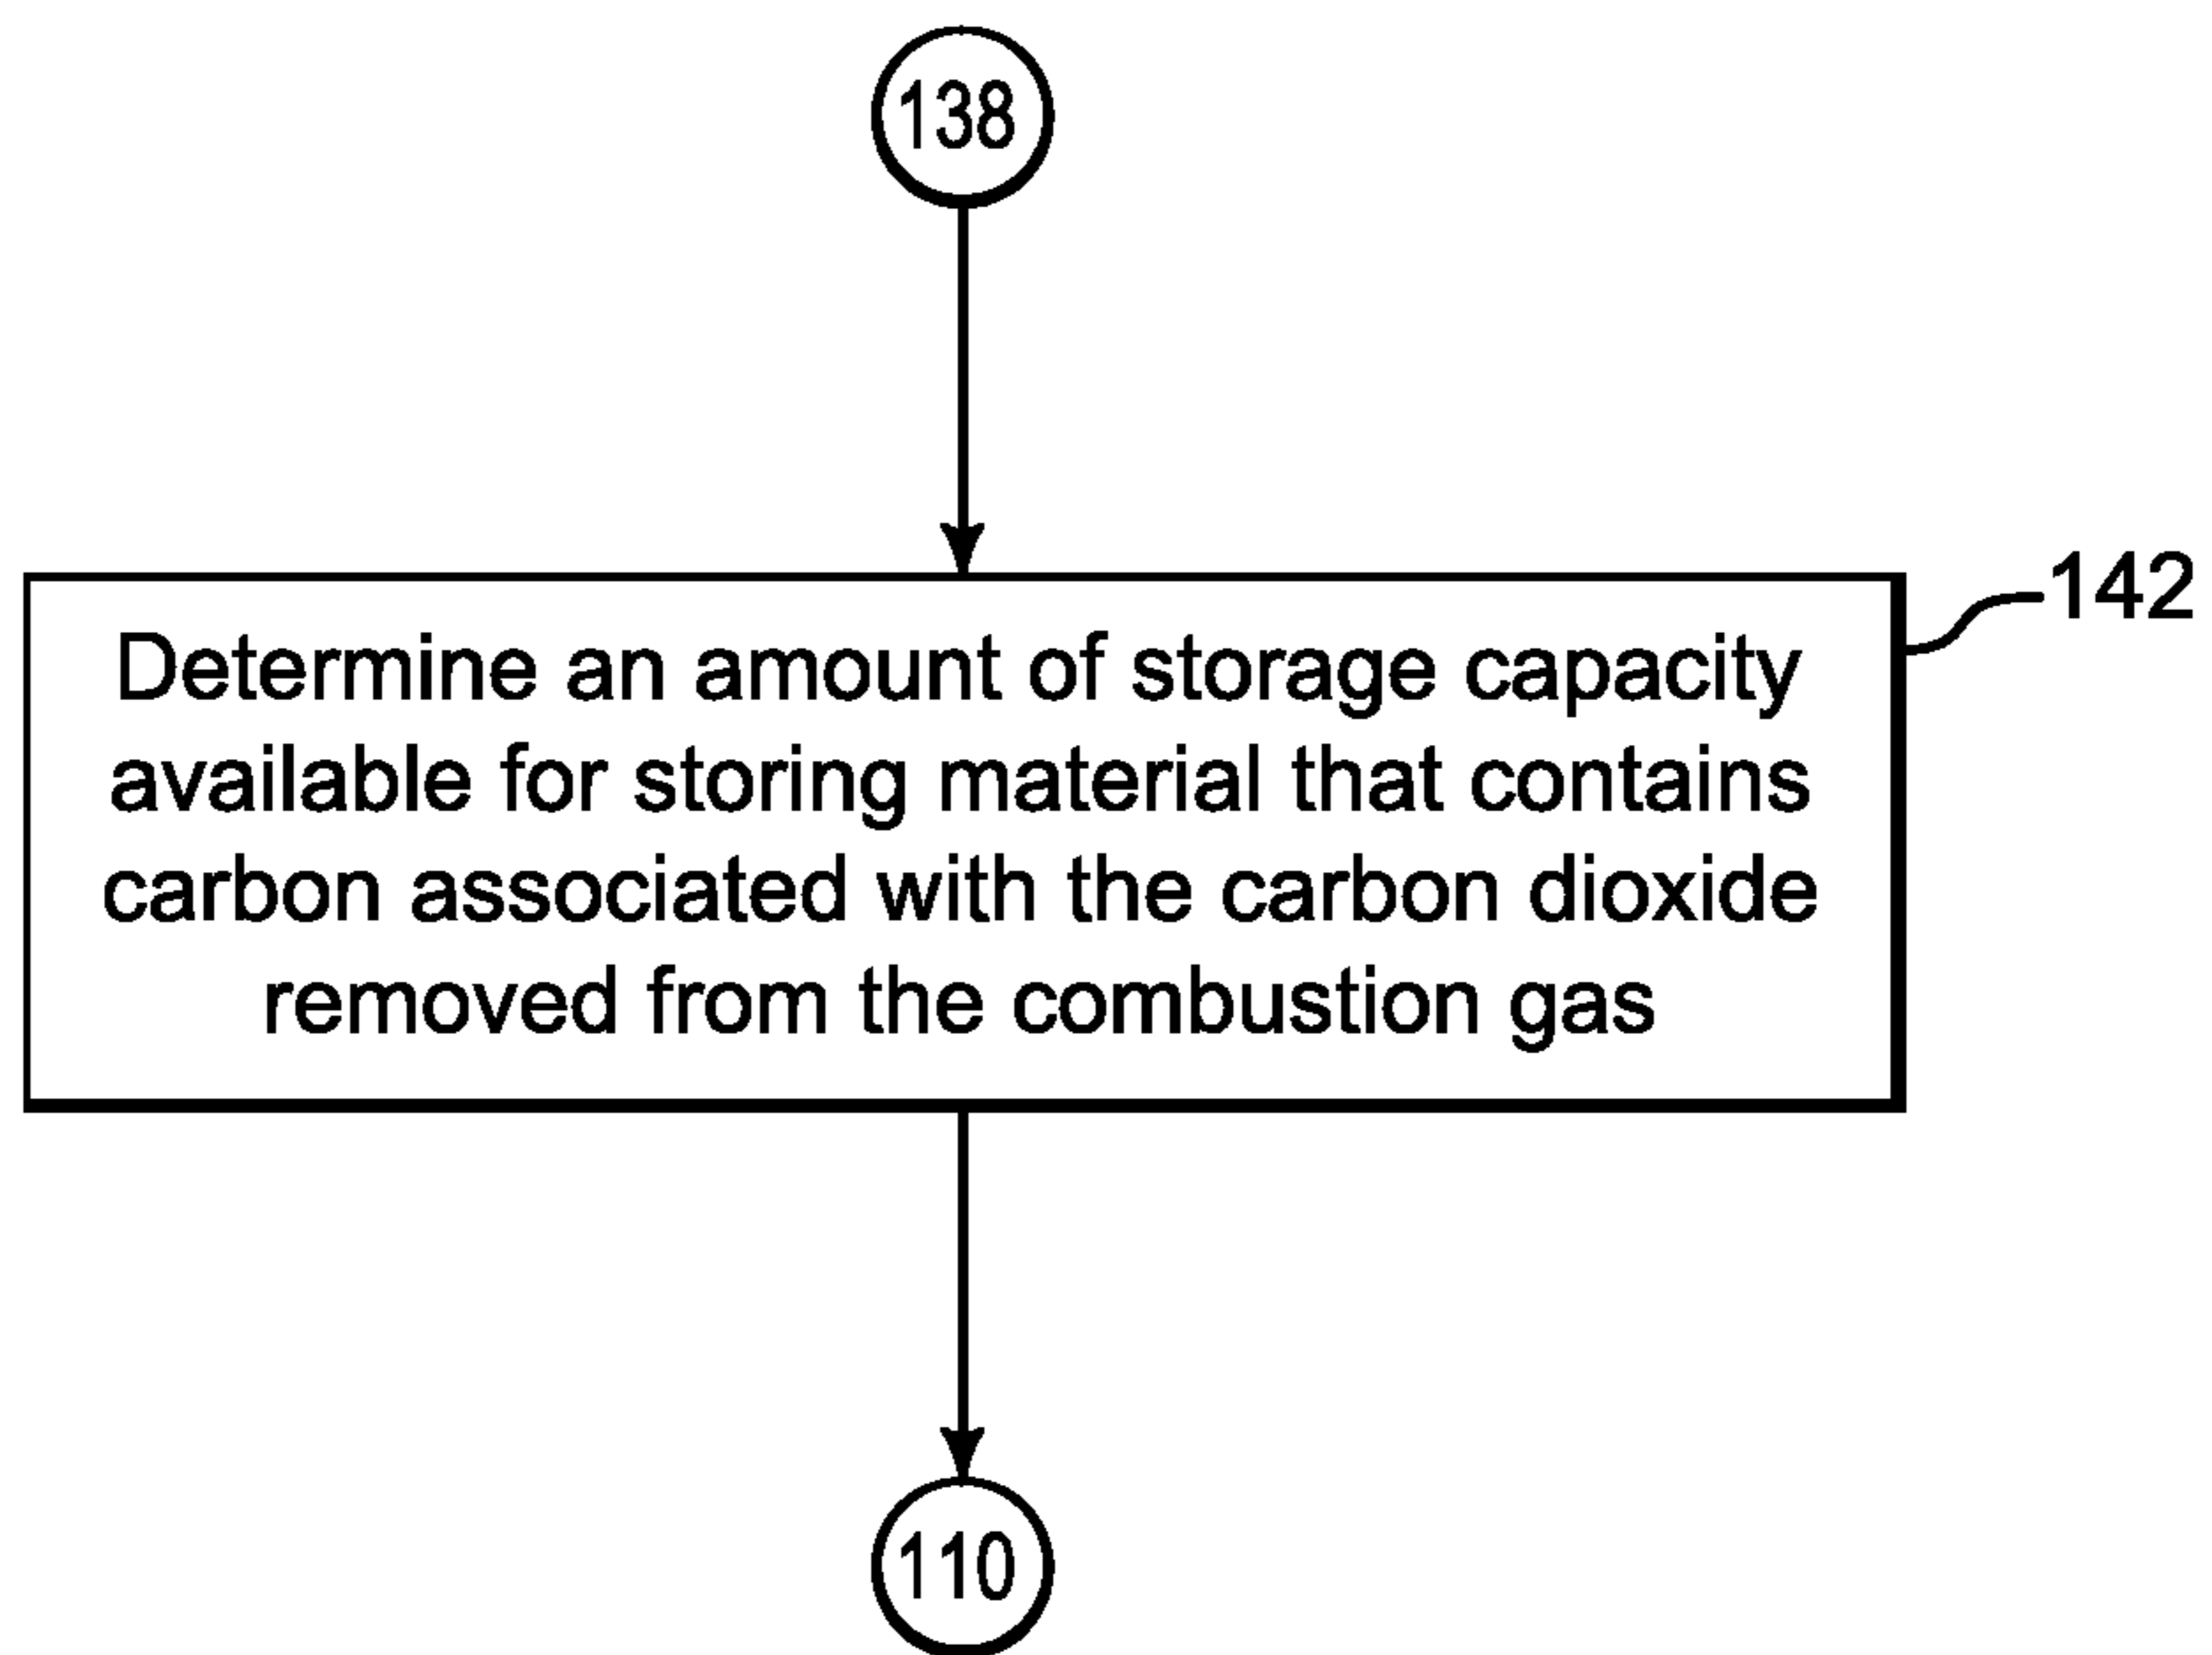 138
142
Determine an amount of storage capacity
available for storing material that contains
carbon associated with the carbon dioxide
removed from the combustion gas
110